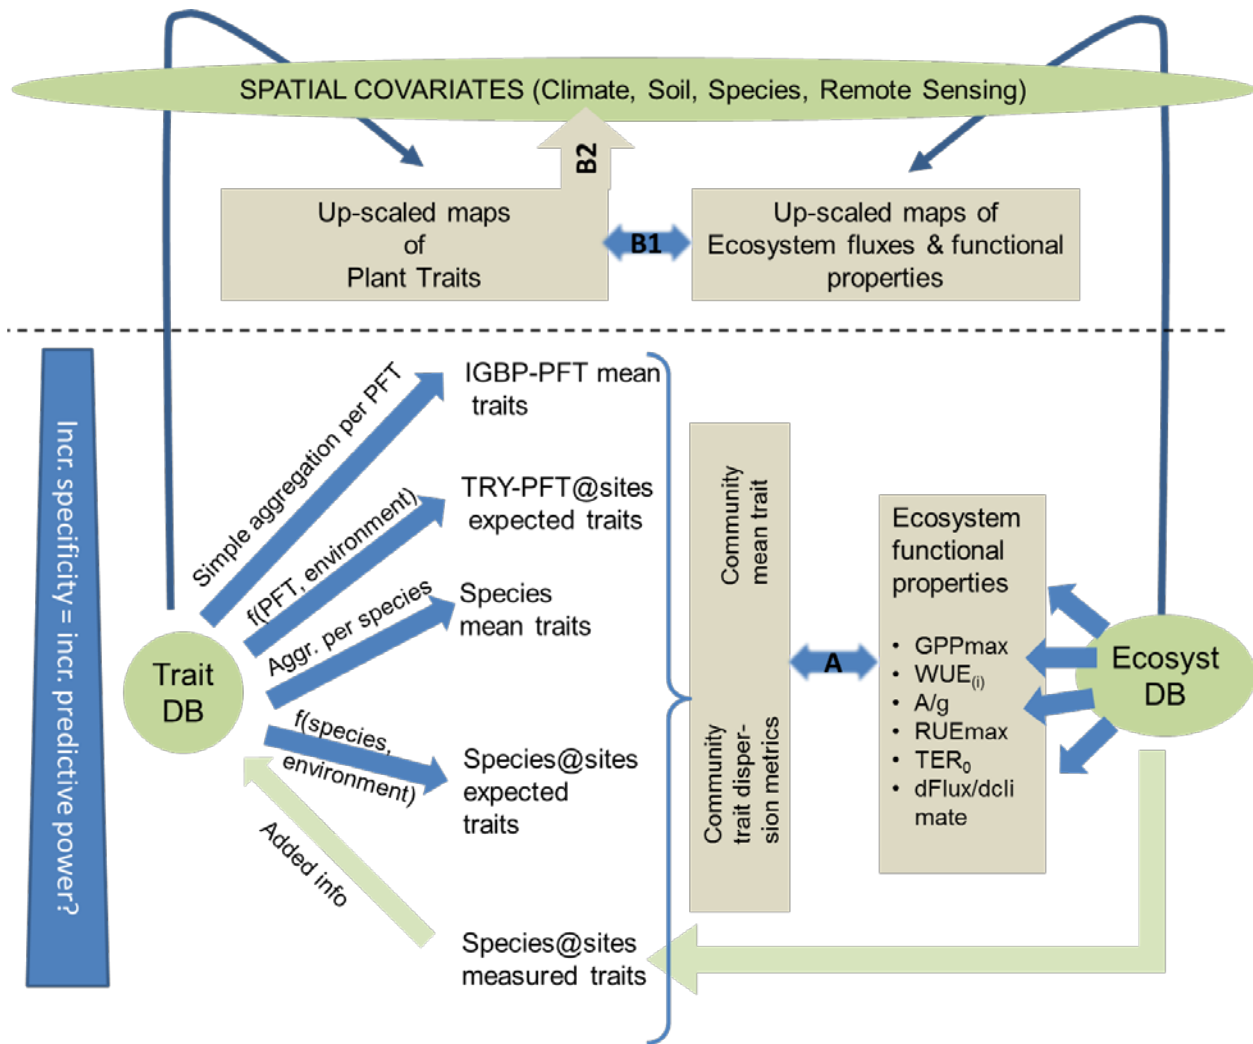 SPATIAL COVARIATES (Climate, Soil, Species, Remote Sensing)
B2
Up-scaled maps
of
Plant Traits
B1
Up-scaled maps of
Ecosystem fluxes & functional
properties
Incr. specificity = incr. predictive power?
Simple aggregation per PFT
IGBP-PFT mean
traits
f(PFT, environment)
TRY-PFT@sites
expected traits
Aggr. per species
Species
mean traits
Trait
DB
f(species,
environment)
Species@sites
expected
traits
Added info
Species@sites
measured traits
Community
mean trait
Community
trait disper-
sion metrics
A
Ecosystem
functional
properties
• GPPmax
• WUE(i)
• A/g
• RUEmax
• TER0
• dFlux/dcli
mate
Ecosyst
DB